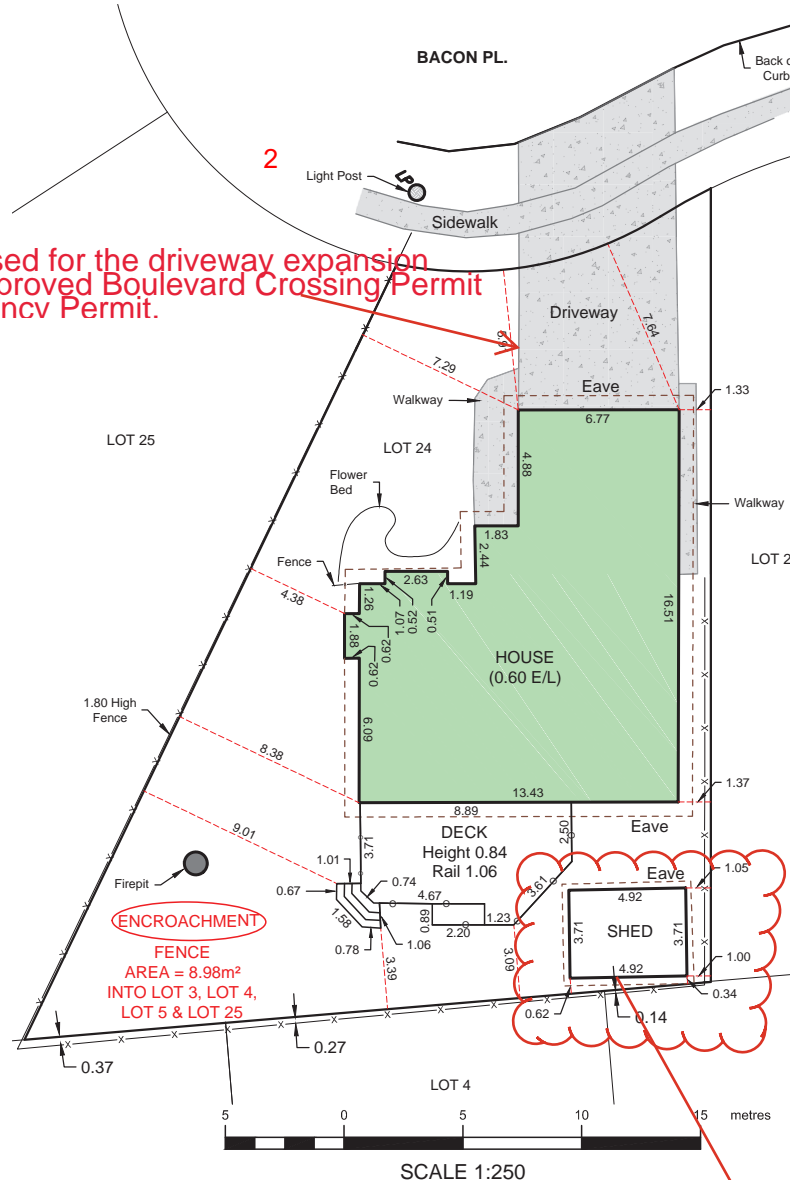 BACON PL.
Back
Curb
2
Light Post
LP
Sidewalk
sed for the driveway expansion
proved Boulevard Crossing Permit
ncy Permit.
Driveway
7.64
7.29
Eave
Walkway
6.77
1.33
LOT 25
LOT 24
4.88
Walkway
Flower
Bed
1.83
2.44
LOT 2
Fence
2.63
1.19
4.38
1.26
1.07
0.52
0.51
16.51
1.88
0.62
0.62
HOUSE
(0.60 E/L)
1.80 High
Fence
6.09
8.38
13.43
1.37
8.89
9.01
3.71
DECK
Height 0.84
Rail 1.06
2.50
Eave
1.01
0.74
Eave
1.05
Firepit
0.67
4.67
3.61
4.92
1.58
0.89
1.23
2.20
3.71
SHED
3.71
ENCROACHMENT
0.78
1.06
FENCE
AREA = 8.98m²
INTO LOT 3, LOT 4,
LOT 5 & LOT 25
3.39
3.09
4.92
1.00
0.34
0.62
0.14
0.27
0.37
LOT 4
5 0 5 10 15 metres
SCALE 1:250
x x x x x x x x x x x